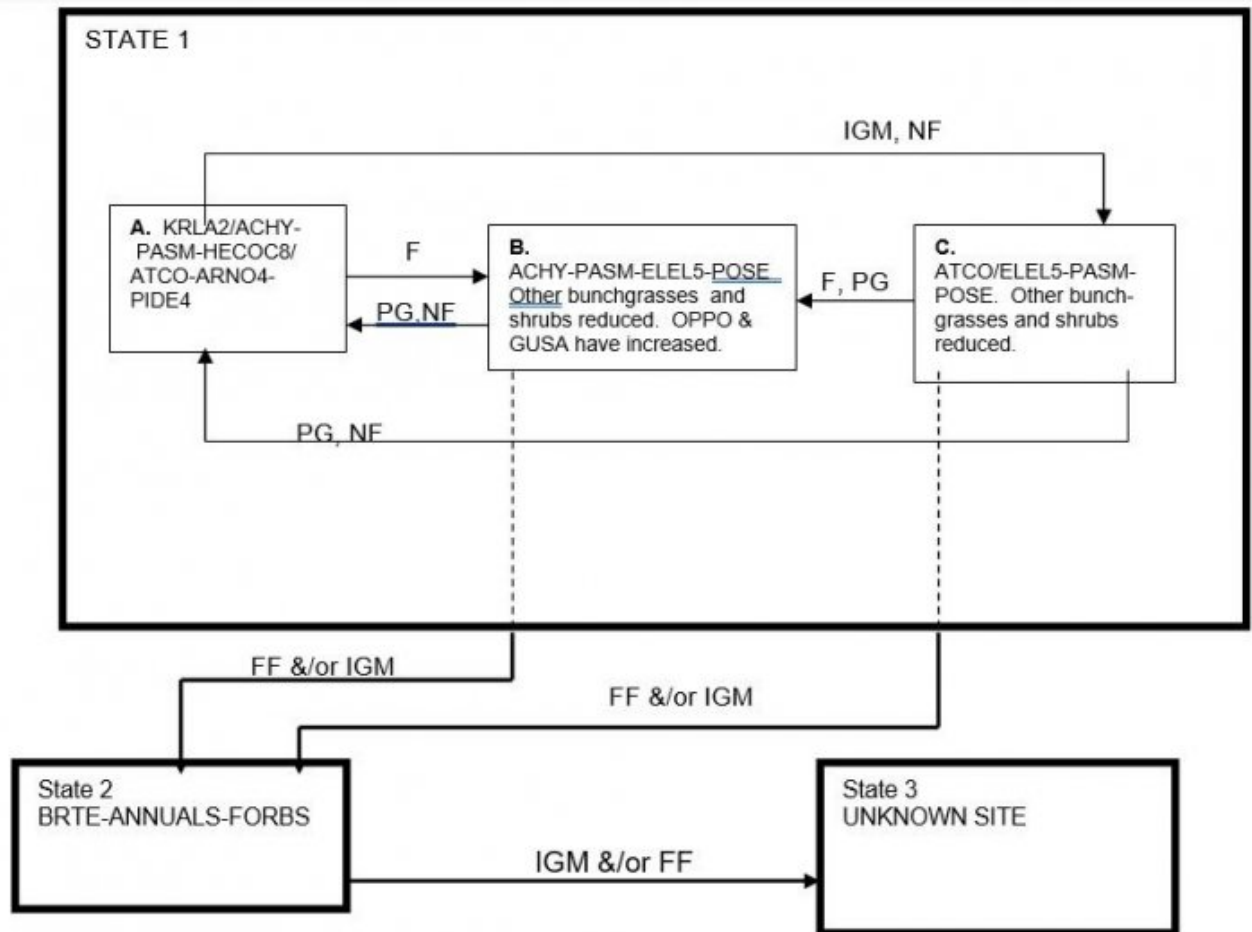 STATE 1
IGM, NF
A. KRLA2/ACHY-
PASM-HECOC8/
ATCO-ARNO4-
PIDE4
F
PG,NF
B.
ACHY-PASM-ELEL5-POSE
Other bunchgrasses and
shrubs reduced. OPPO &
GUSA have increased.
F, PG
C.
ATCO/ELEL5-PASM-
POSE. Other bunch-
grasses and shrubs
reduced.
PG, NF
FF &/or IGM
FF &/or IGM
State 2
BRTE-ANNUALS-FORBS
IGM &/or FF
State 3
UNKNOWN SITE